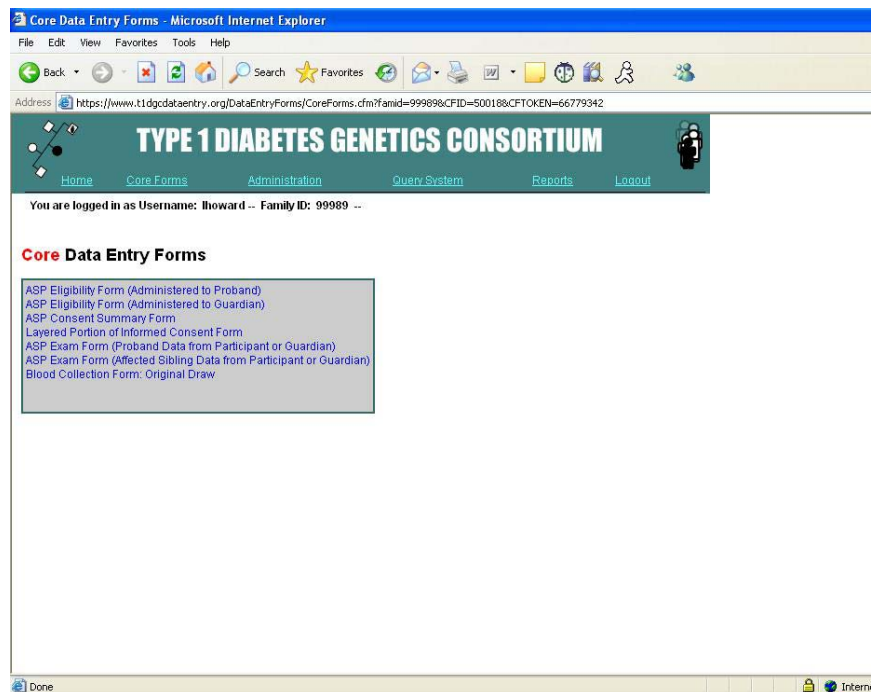 Core Data Entry Forms - Microsoft Internet Explorer
File Edit View Favorites Tools Help
Back Search Favorites
Address https://www.t1dgcdataentry.org/DataEntryForms/CoreForms.cfm?famid=99989&CFID=50018&CFTOKEN=66779342
TYPE 1 DIABETES GENETICS CONSORTIUM
Home Core Forms Administration Query System Reports Logout
You are logged in as Username: lhoward -- Family ID: 99989 --
Core Data Entry Forms
ASP Eligibility Form (Administered to Proband)
ASP Eligibility Form (Administered to Guardian)
ASP Consent Summary Form
Layered Portion of Informed Consent Form
ASP Exam Form (Proband Data from Participant or Guardian)
ASP Exam Form (Affected Sibling Data from Participant or Guardian)
Blood Collection Form: Original Draw
Done Interne